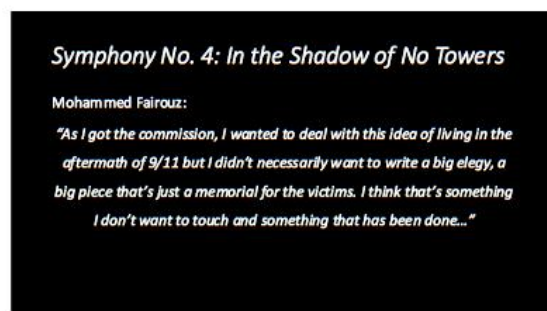 Symphony No. 4: In the Shadow of No Towers
Mohammed Fairouz:
“As I got the commission, I wanted to deal with this idea of living in the
aftermath of 9/11 but I didn’t necessarily want to write a big elegy, a
big piece that’s just a memorial for the victims. I think that’s something
I don’t want to touch and something that has been done…”